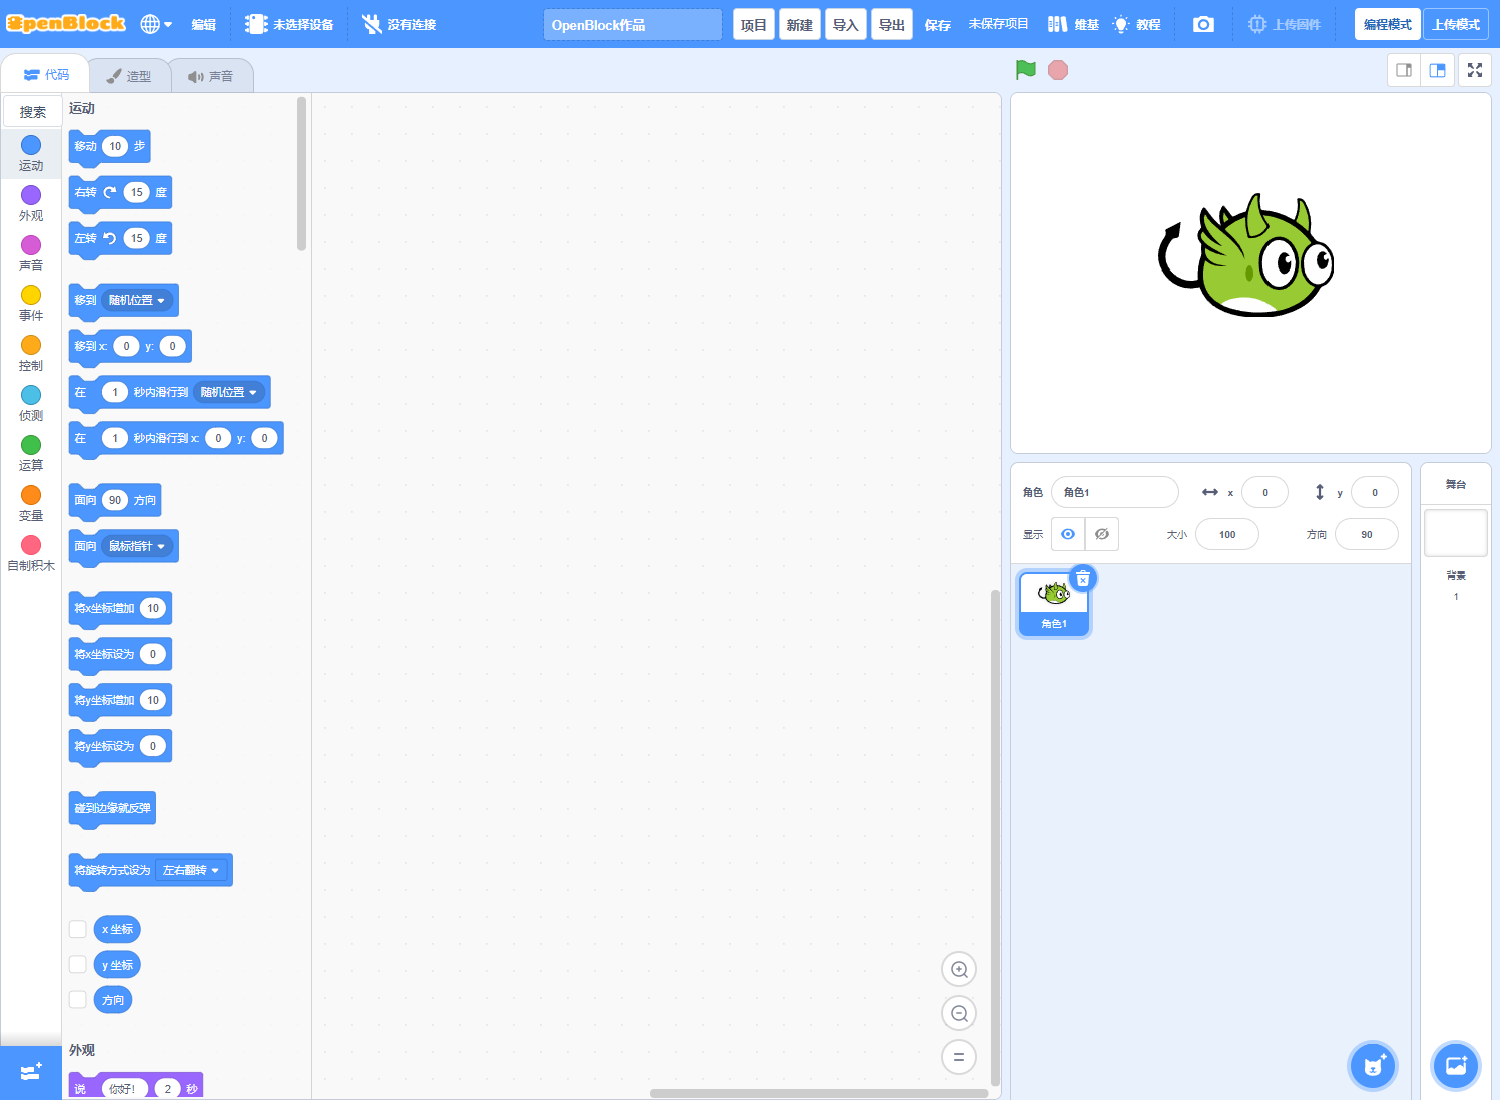 OpenBlock
编辑
未选择设备
没有连接
OpenBlock作品
项目
新建
导入
导出
保存
未保存项目
维基
教程
上传固件
编程模式
上传模式
代码
造型
声音
搜索
运动
外观
声音
事件
控制
侦测
运算
变量
自制积木
运动
移动 10 步
右转 15 度
左转 15 度
移到 随机位置
移到 x: 0 y: 0
在 1 秒内滑行到 随机位置
在 1 秒内滑行到 x: 0 y: 0
面向 90 方向
面向 鼠标指针
将x坐标增加 10
将x坐标设为 0
将y坐标增加 10
将y坐标设为 0
碰到边缘就反弹
将旋转方式设为 左右翻转
x 坐标
y 坐标
方向
外观
说 你好! 2 秒
角色 角色1 x 0 y 0
显示 大小 100 方向 90
角色1
舞台
背景
1